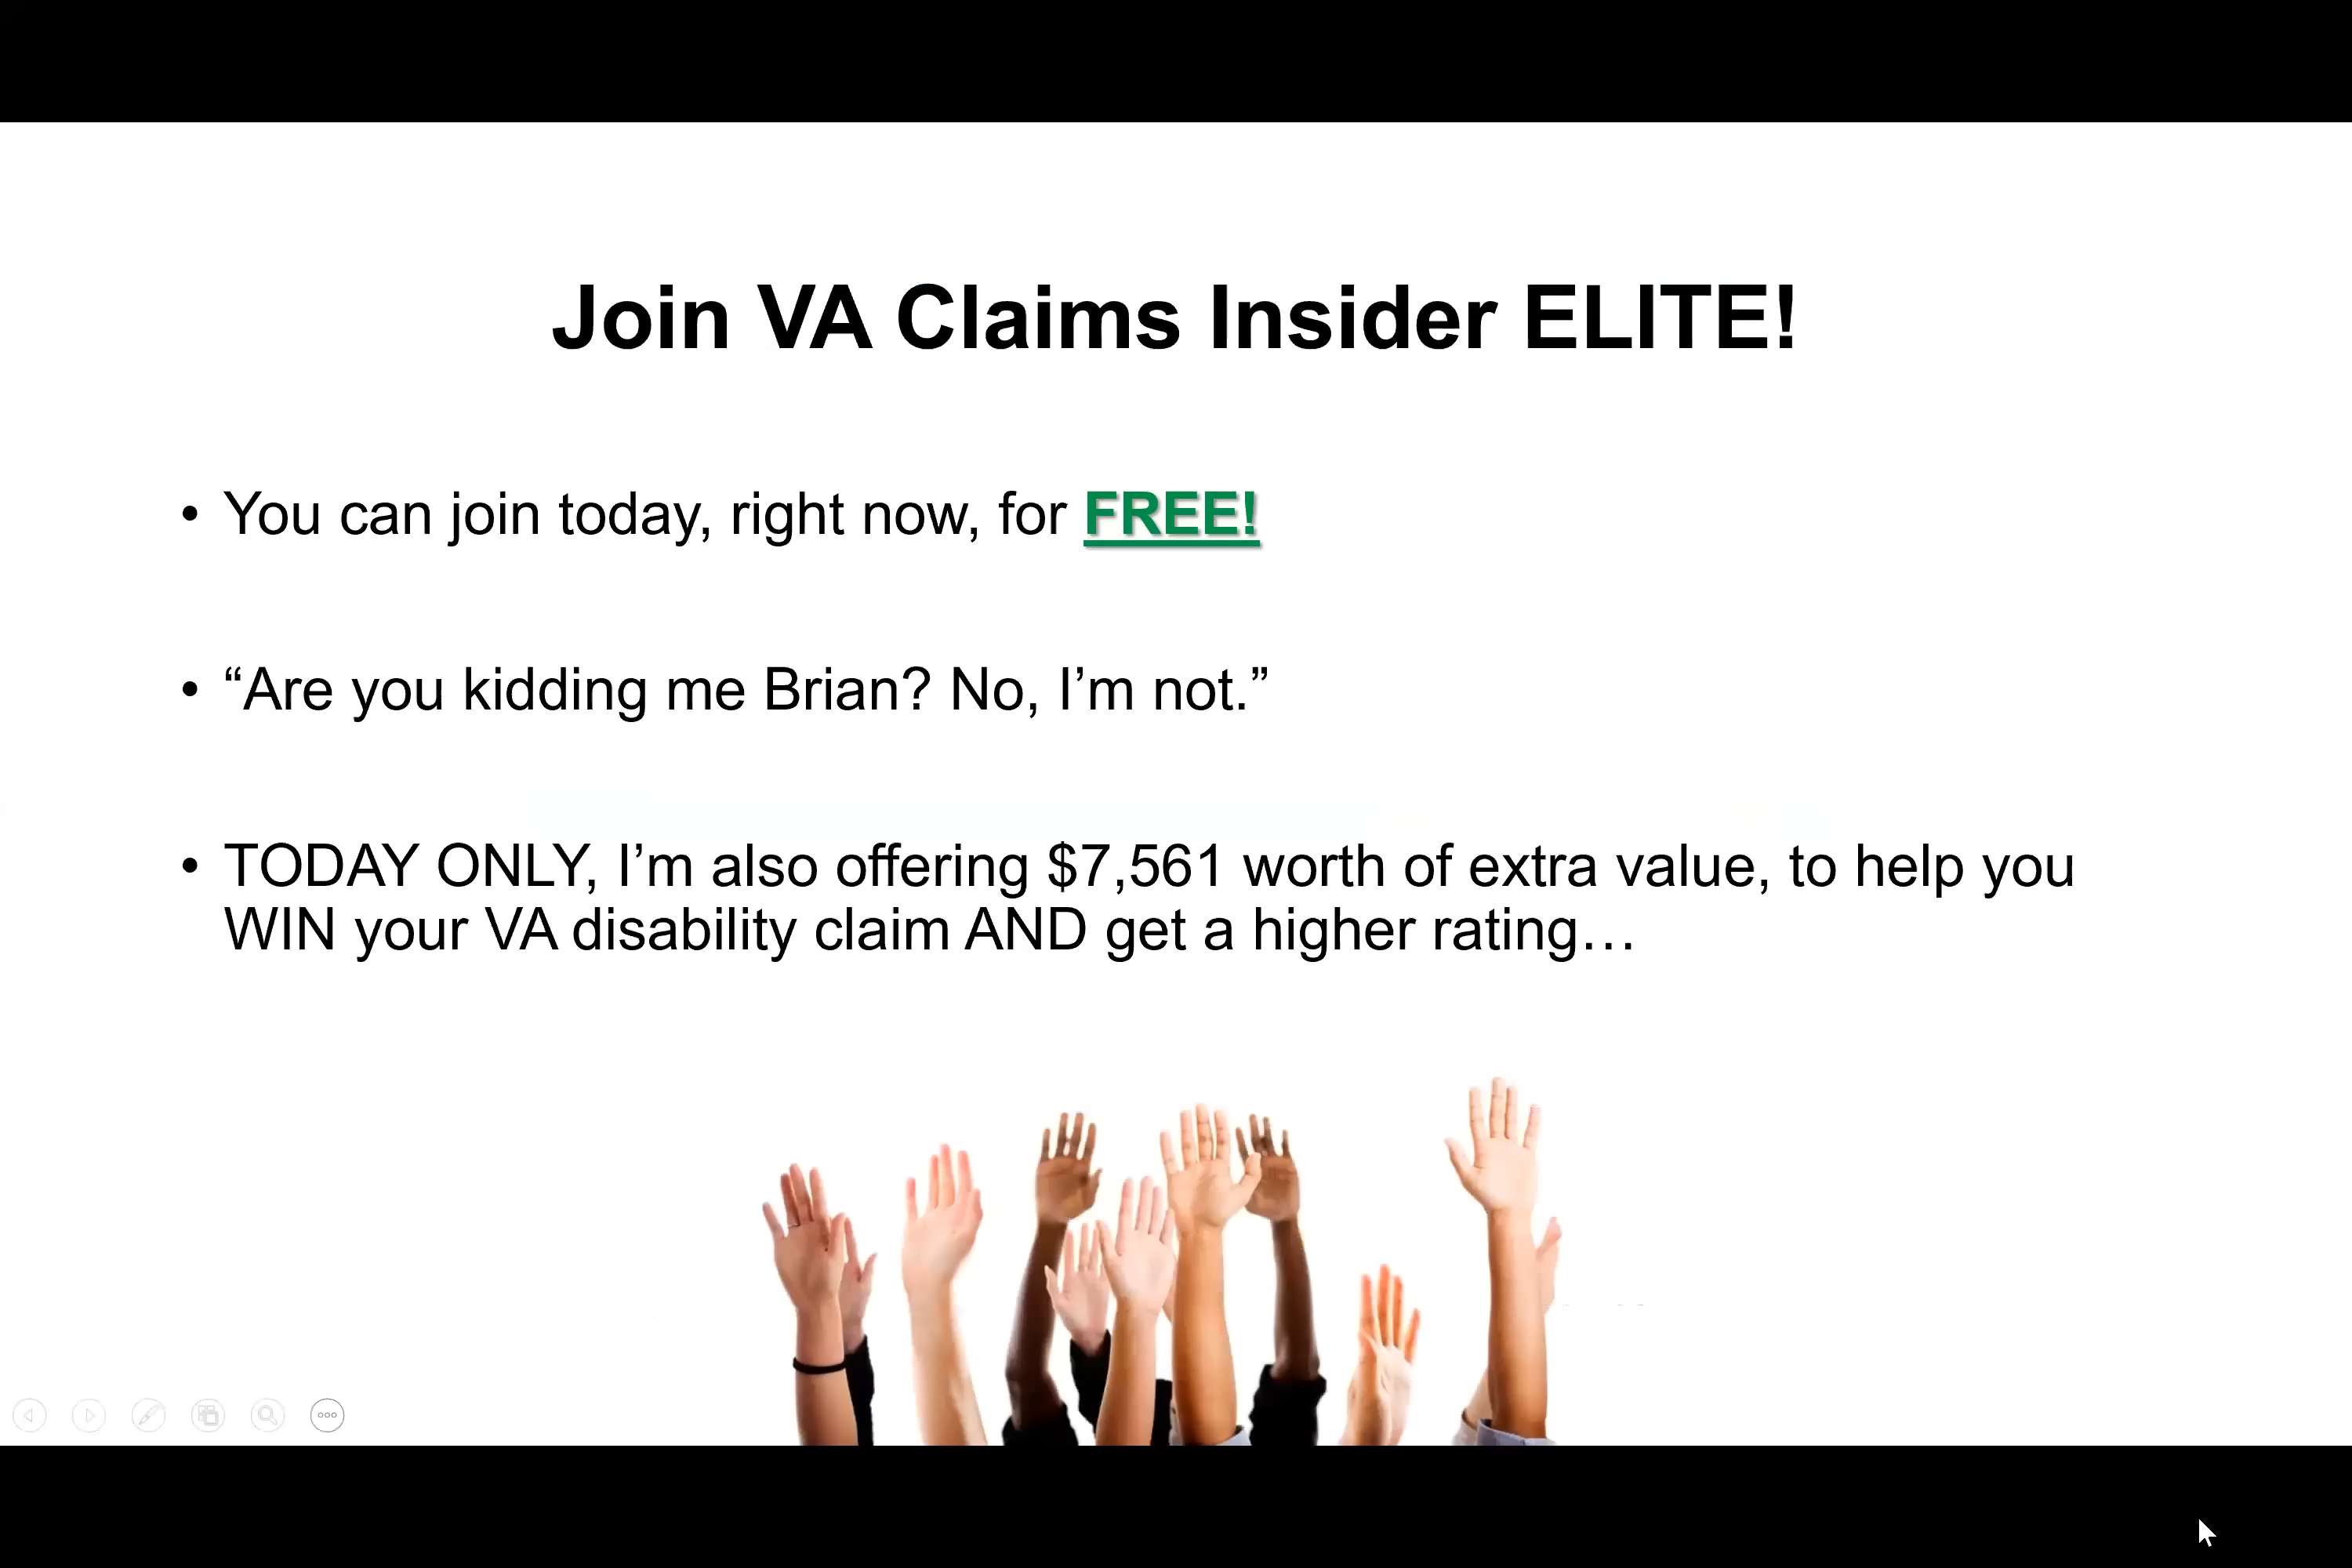 Join VA Claims Insider ELITE!
• You can join today, right now, for FREE!
• “Are you kidding me Brian? No, I’m not.”
• TODAY ONLY, I’m also offering $7,561 worth of extra value, to help you
WIN your VA disability claim AND get a higher rating…